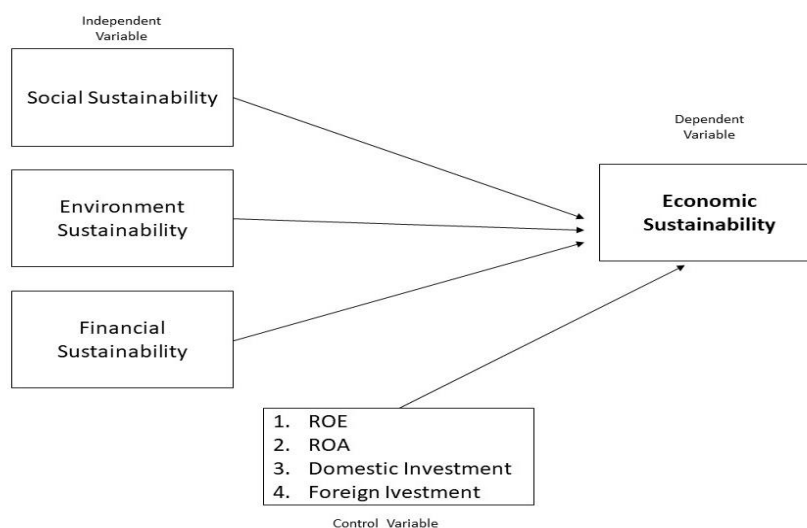 Independent
Variable
Social Sustainability
Environment
Sustainability
Financial
Sustainability
Dependent
Variable
Economic
Sustainability
1. ROE
2. ROA
3. Domestic Investment
4. Foreign Ivestment
Control Variable